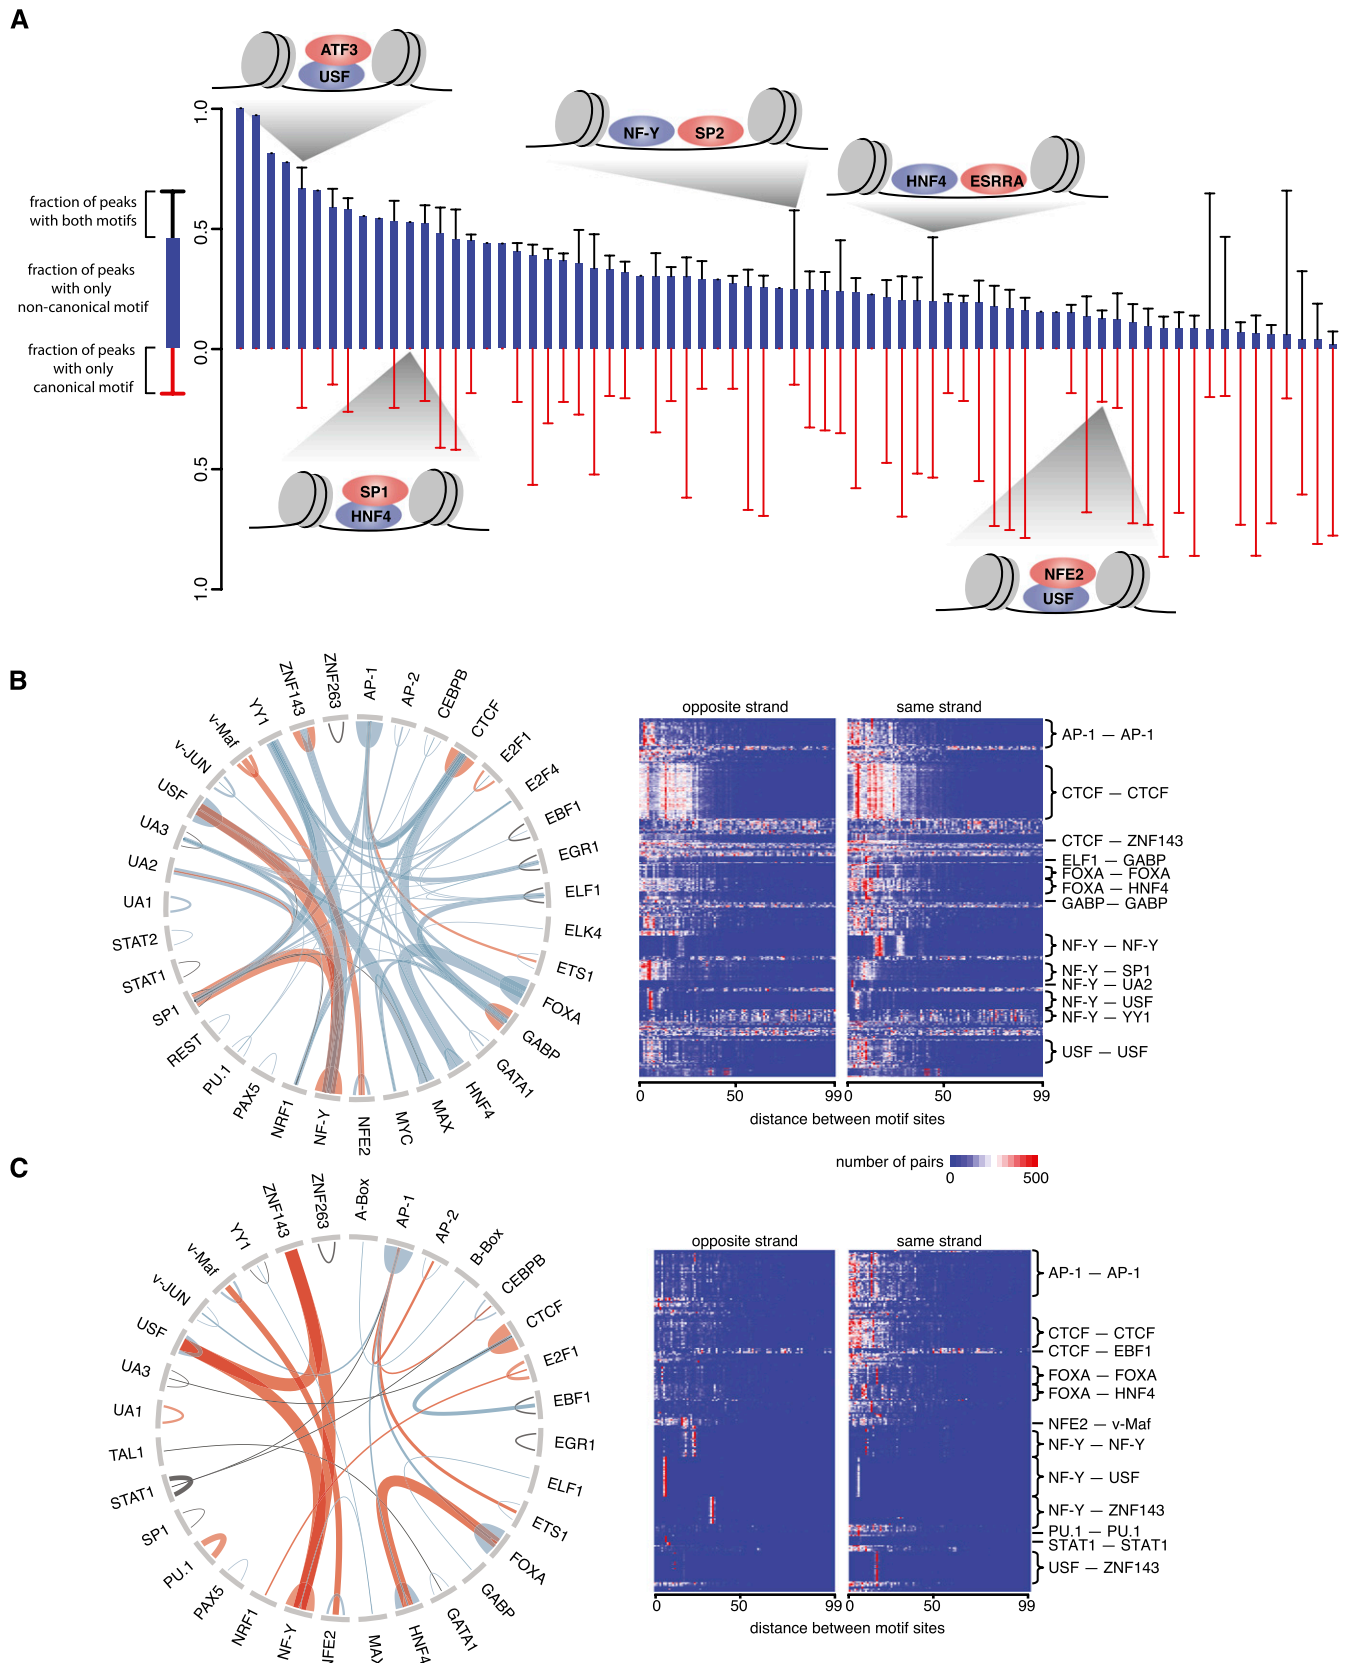 A
ATF3
USF
NF-Y
SP2
HNF4
ESRRA
1.0
0.5
0.0
0.5
1.0
fraction of peaks
with both motifs
fraction of peaks
with only
non-canonical motif
fraction of peaks
with only
canonical motif
SP1
HNF4
NFE2
USF
B
AP-1
AP-2
CEBPB
CTCF
E2F1
E2F4
EBF1
EGR1
ELF1
ELK4
ETS1
FOXA
GABP
GATA1
HNF4
MAX
MYC
NFE2
NF-Y
NRF1
PAX5
PU.1
REST
SP1
STAT1
STAT2
UA1
UA2
UA3
USF
v-JUN
v-Maf
YY1
ZNF143
ZNF263
opposite strand
same strand
AP-1 — AP-1
CTCF — CTCF
CTCF — ZNF143
ELF1 — GABP
FOXA — FOXA
FOXA — HNF4
GABP — GABP
NF-Y — NF-Y
NF-Y — SP1
NF-Y — UA2
NF-Y — USF
NF-Y — YY1
USF — USF
0 50 99 0 50 99
distance between motif sites
number of pairs
0 500
C
A-Box
AP-1
AP-2
B-Box
CEBPB
CTCF
E2F1
EBF1
EGR1
ELF1
ETS1
FOXA
GABP
GATA1
HNF4
MAX
NFE2
NF-Y
NRF1
PAX5
PU.1
SP1
STAT1
TAL1
UA1
UA3
USF
v-JUN
v-Maf
YY1
ZNF143
ZNF263
opposite strand
same strand
AP-1 — AP-1
CTCF — CTCF
CTCF — EBF1
FOXA — FOXA
FOXA — HNF4
NFE2 — v-Maf
NF-Y — NF-Y
NF-Y — USF
NF-Y — ZNF143
PU.1 — PU.1
STAT1 — STAT1
USF — ZNF143
0 50 99 0 50 99
distance between motif sites